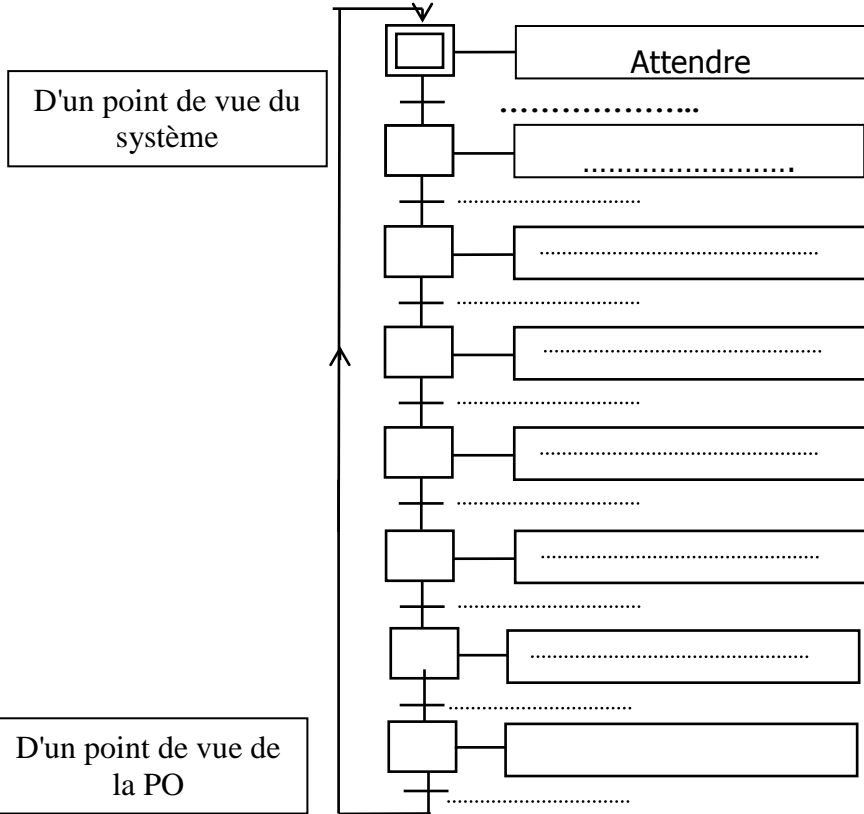 Attendre
D'un point de vue du
système
D'un point de vue de
la PO